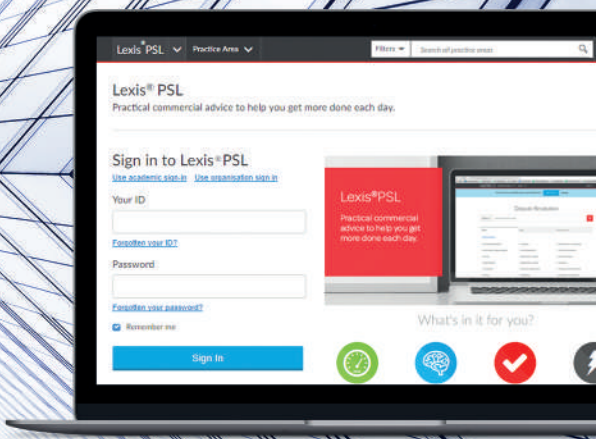 Lexis®PSL Practice Area Filters Search all practice areas
Lexis® PSL
Practical commercial advice to help you get more done each day.
Sign in to Lexis®PSL
Use academic sign-in Use organisation sign in
Your ID
Forgotten your ID?
Password
Forgotten your password?
Remember me
Sign In
Lexis®PSL
Practical commercial
advice to help you get
more done each day.
What's in it for you?